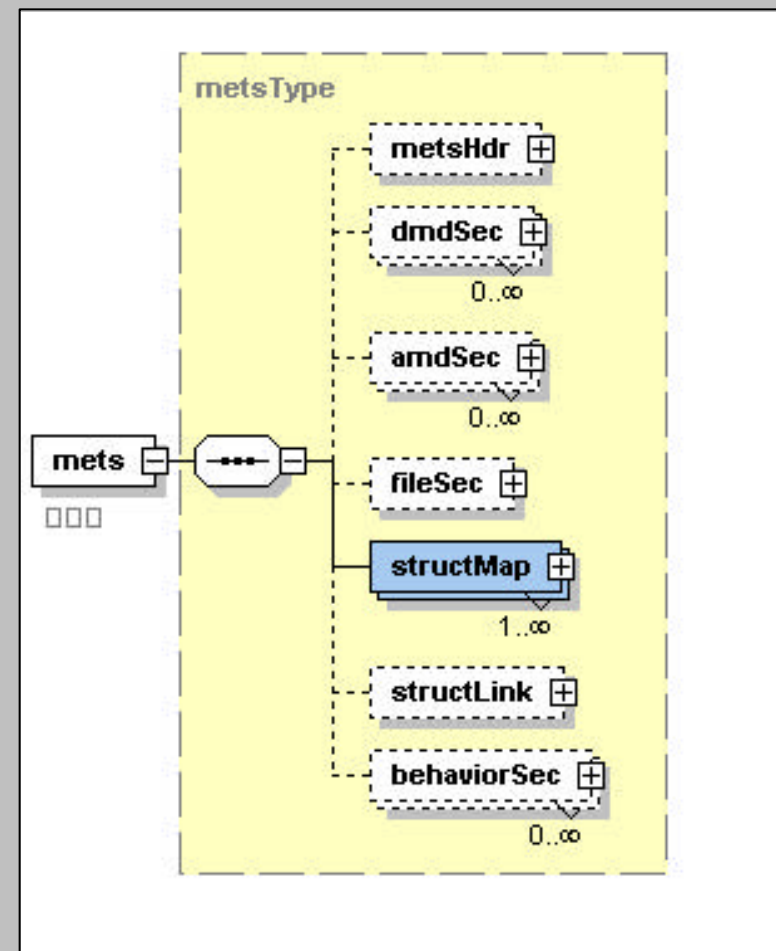 metsType
metsHdr
dmdSec
0..∞
amdSec
0..∞
mets
fileSec
structMap
1..∞
structLink
behaviorSec
0..∞